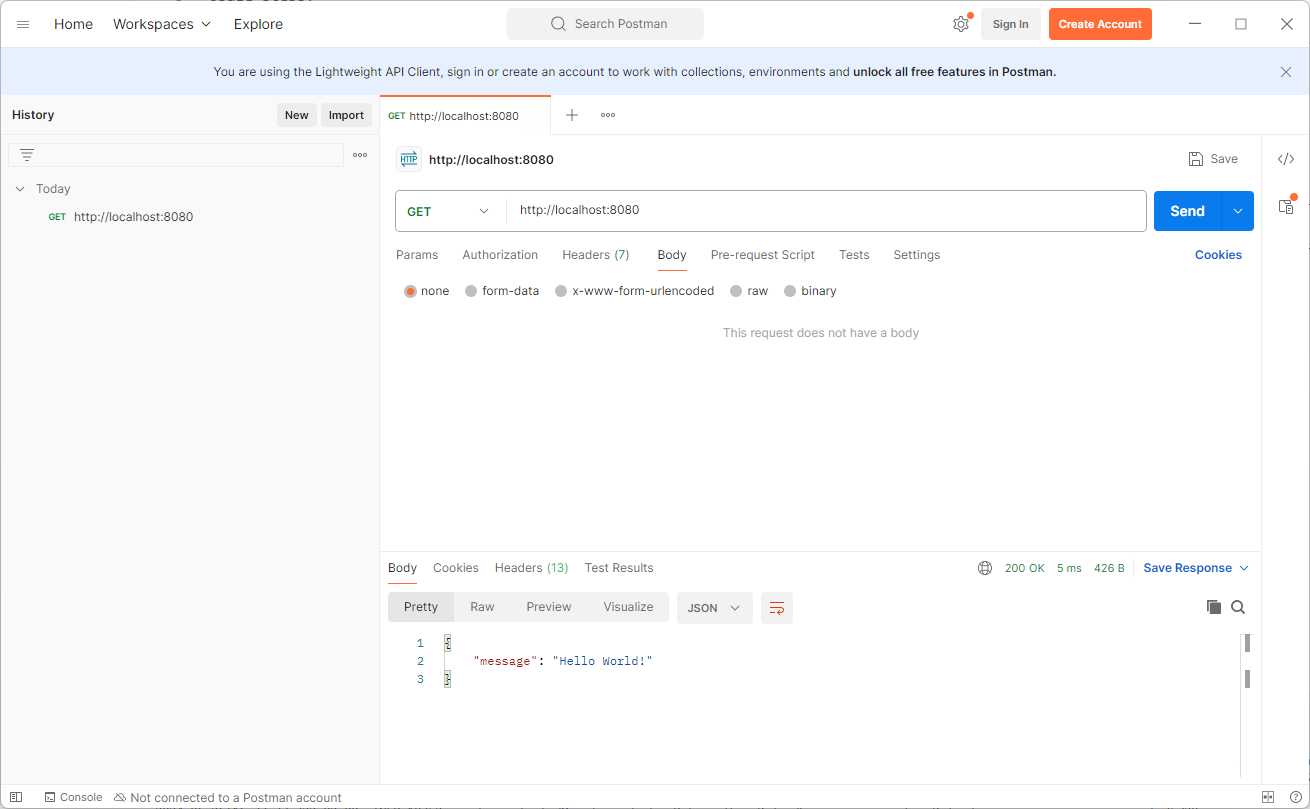 Home Workspaces Explore Search Postman Sign In Create Account
You are using the Lightweight API Client, sign in or create an account to work with collections, environments and unlock all free features in Postman.
History New Import GET http://localhost:8080
HTTP http://localhost:8080 Save
Today
GET http://localhost:8080
GET http://localhost:8080 Send
Params Authorization Headers (7) Body Pre-request Script Tests Settings Cookies
none form-data x-www-form-urlencoded raw binary
This request does not have a body
Body Cookies Headers (13) Test Results 200 OK 5 ms 426 B Save Response
Pretty Raw Preview Visualize JSON
1 {
2 "message": "Hello World!"
3 }
Console Not connected to a Postman account